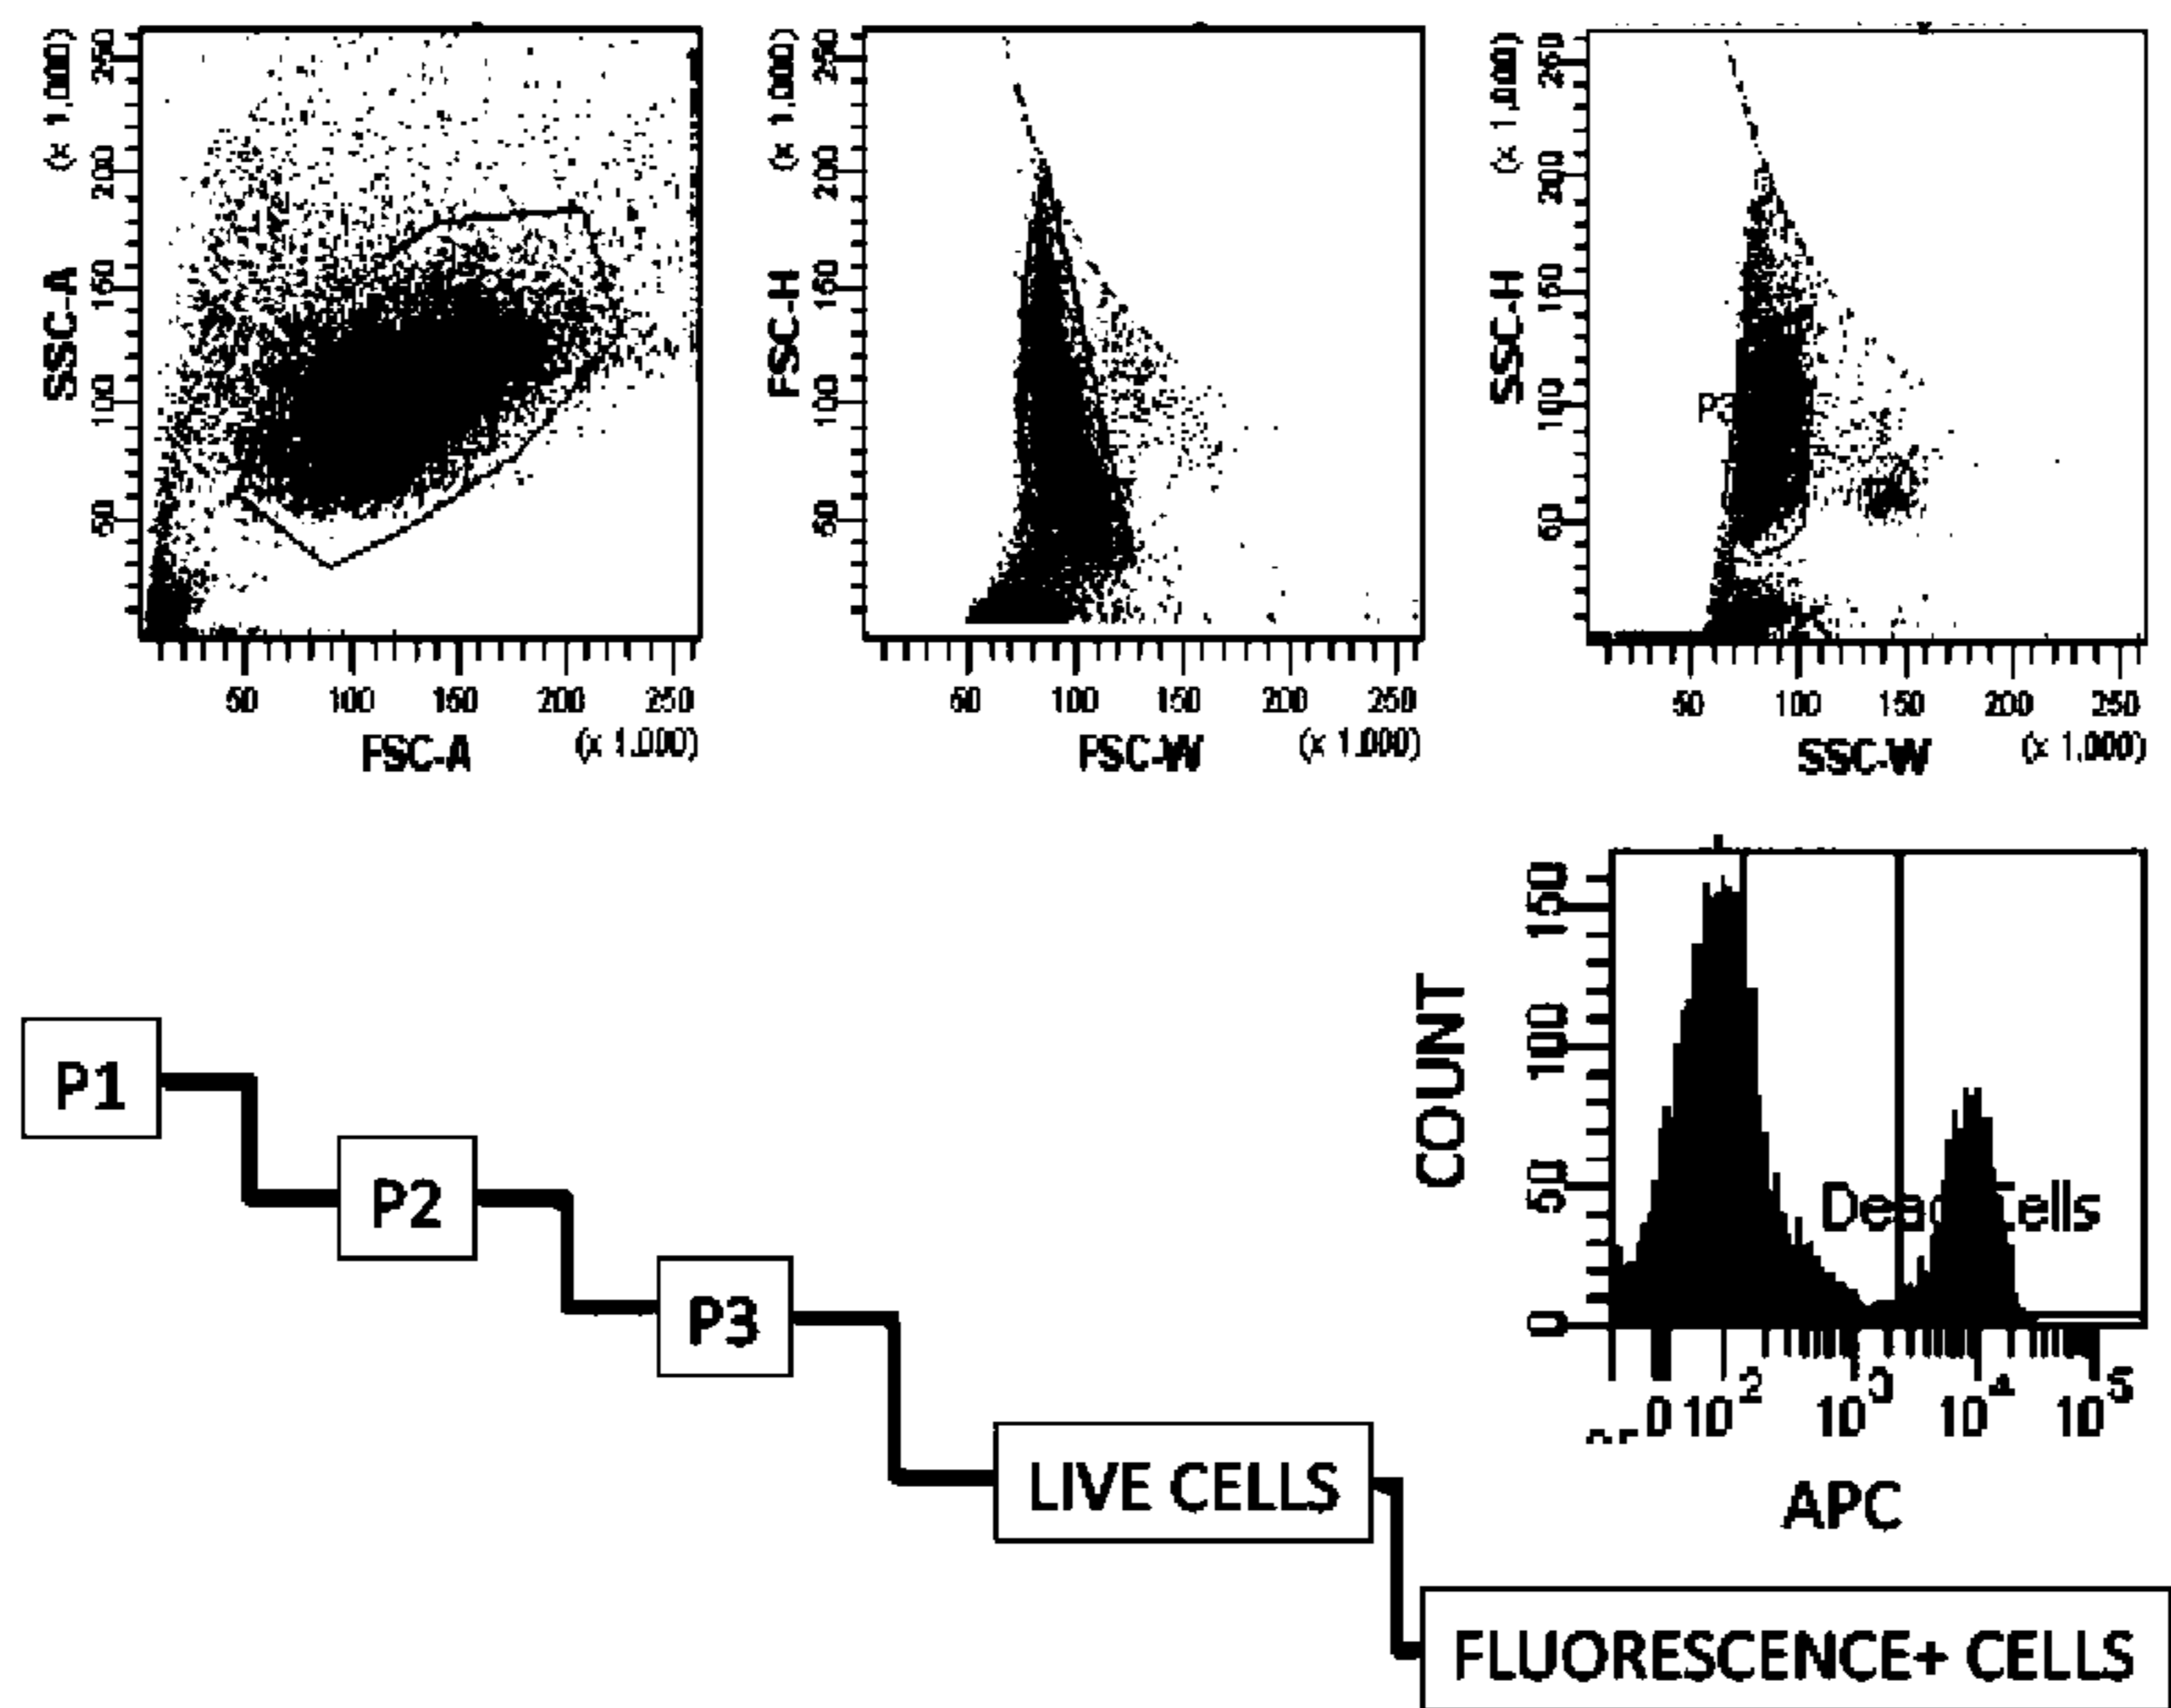 SSC-A
(x 1.000)
50
100
150
200
250
50 100 150 200 250
FSC-A
(x 1.000)
FSC-H
(x 1.000)
50
100
150
200
250
50 100 150 200 250
FSC-W
(x 1.000)
SSC-H
(x 1,000)
50
100
150
200
250
50 100 150 200 250
SSC-W
(x 1,000)
COUNT
0
50
100
150
Dead Cells
0 10² 10³ 10⁴ 10⁵
APC
P1
P2
P3
LIVE CELLS
FLUORESCENCE+ CELLS